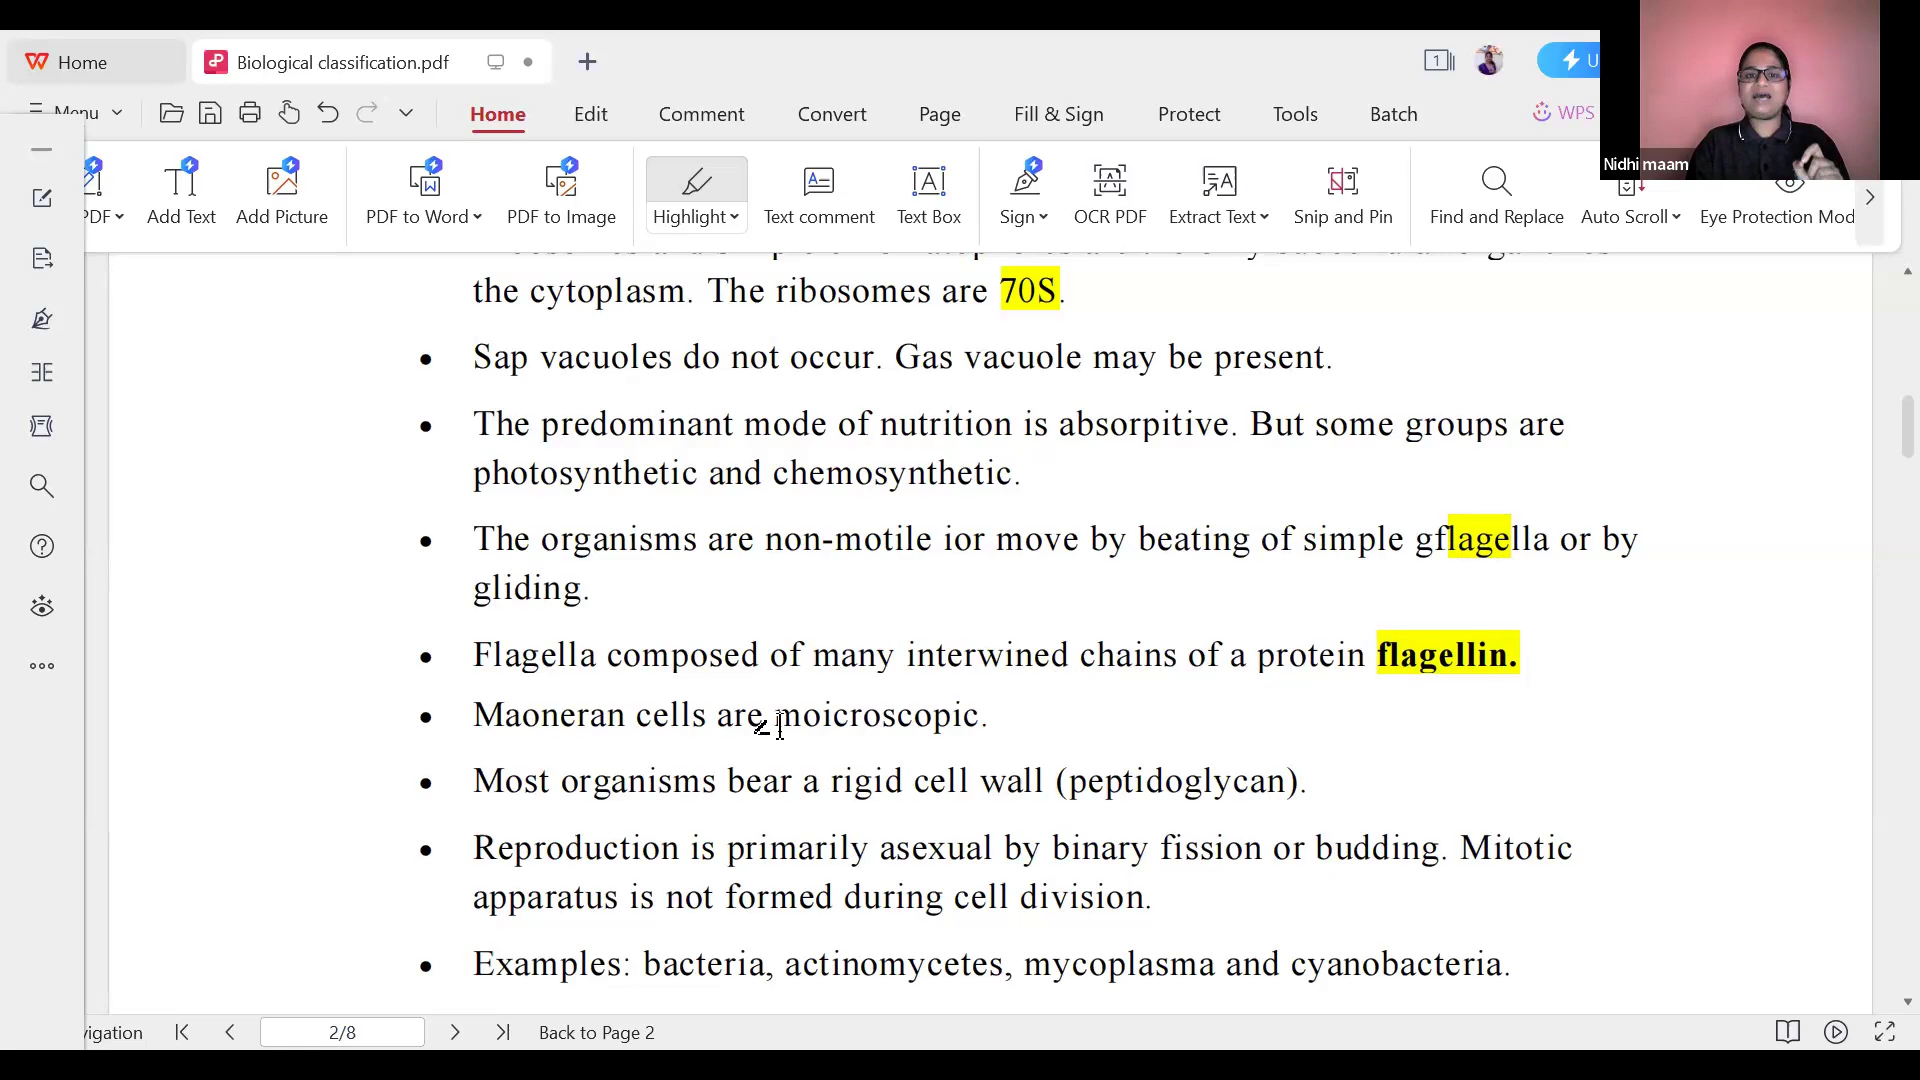 Home
Biological classification.pdf
1
U
Menu
Home
Edit
Comment
Convert
Page
Fill & Sign
Protect
Tools
Batch
WPS
Nidhi maam
PDF
Add Text
Add Picture
PDF to Word
PDF to Image
Highlight
Text comment
Text Box
Sign
OCR PDF
Extract Text
Snip and Pin
Find and Replace
Auto Scroll
Eye Protection Mod
the cytoplasm. The ribosomes are 70S.
• Sap vacuoles do not occur. Gas vacuole may be present.
• The predominant mode of nutrition is absorpitive. But some groups are
photosynthetic and chemosynthetic.
• The organisms are non-motile ior move by beating of simple gflagella or by
gliding.
• Flagella composed of many interwined chains of a protein flagellin.
• Maoneran cells are moicroscopic.
• Most organisms bear a rigid cell wall (peptidoglycan).
• Reproduction is primarily asexual by binary fission or budding. Mitotic
apparatus is not formed during cell division.
• Examples: bacteria, actinomycetes, mycoplasma and cyanobacteria.
vigation
2/8
Back to Page 2